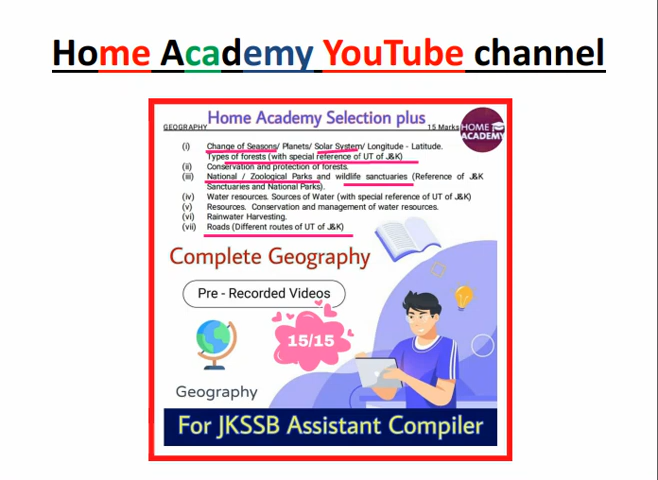 Home Academy YouTube channel
Home Academy Selection plus
GEOGRAPHY 15 Marks
HOME
ACADEMY
(i) Change of Seasons/ Planets/ Solar System/ Longitude - Latitude.
Types of forests (with special reference of UT of J&K)
(ii) Conservation and protection of forests.
(iii) National / Zoological Parks and wildlife sanctuaries (Reference of J&K
Sanctuaries and National Parks).
(iv) Water resources. Sources of Water (with special reference of UT of J&K)
(v) Resources. Conservation and management of water resources.
(vi) Rainwater Harvesting.
(vii) Roads (Different routes of UT of J&K)
Complete Geography
Pre - Recorded Videos
15/15
Geography
For JKSSB Assistant Compiler